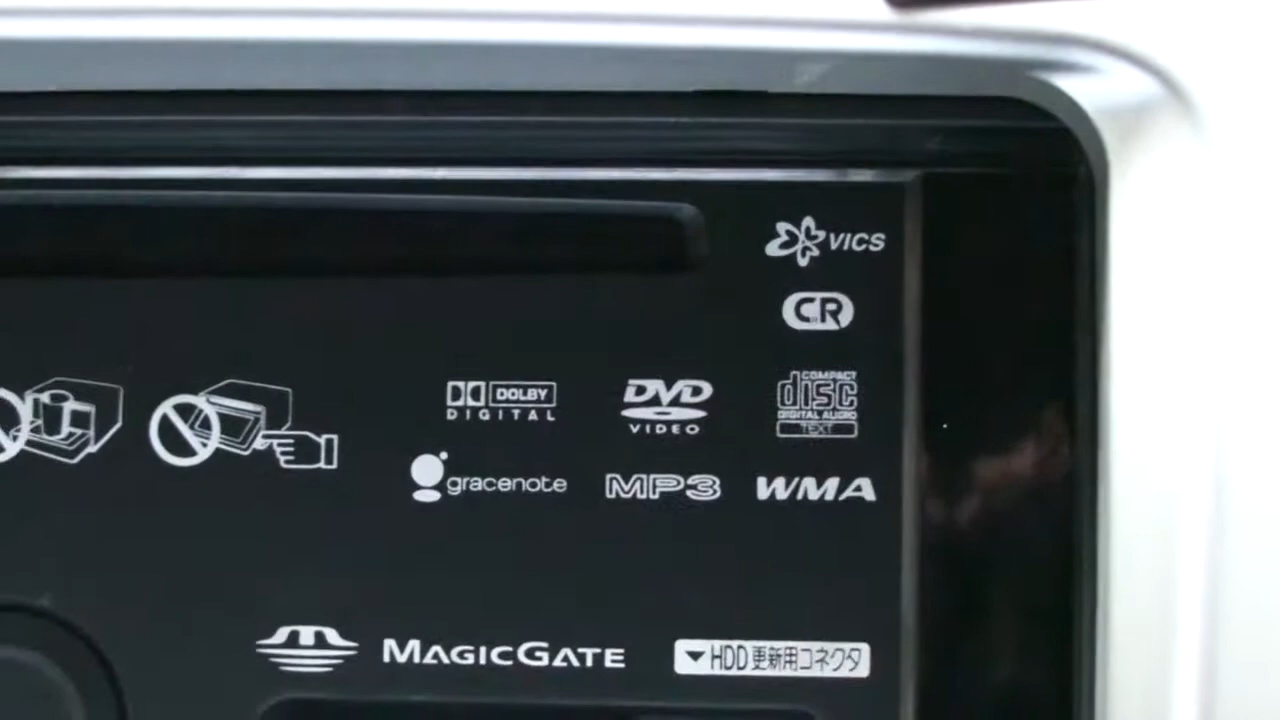 VICS
CR
DOLBY
DIGITAL
DVD
VIDEO
COMPACT
disc
DIGITAL AUDIO
TEXT
gracenote
MP3
WMA
MAGICGATE
▼HDD更新用コネクタ